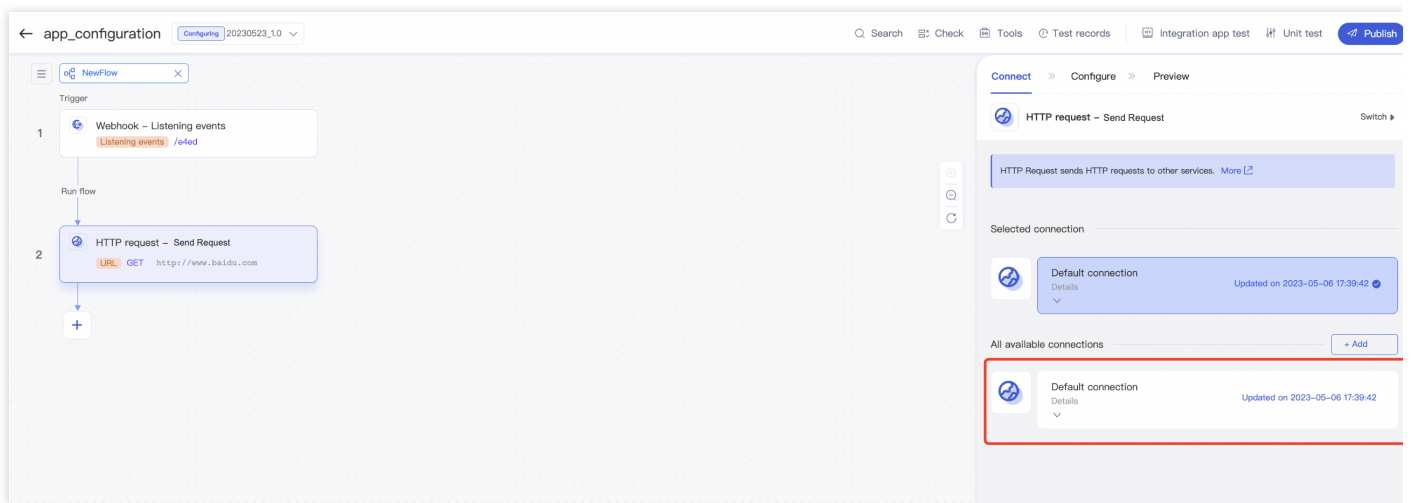 app_configuration Configuring 20230523_1.0
Search Check Tools Test records Integration app test Unit test Publish
NewFlow
Trigger
1
Webhook – Listening events
Listening events /e4ed
Run flow
2
HTTP request – Send Request
URL GET http://www.baidu.com
+
Connect » Configure » Preview
HTTP request – Send Request Switch
HTTP Request sends HTTP requests to other services. More
Selected connection
Default connection
Details
Updated on 2023-05-06 17:39:42
All available connections + Add
Default connection
Details
Updated on 2023-05-06 17:39:42